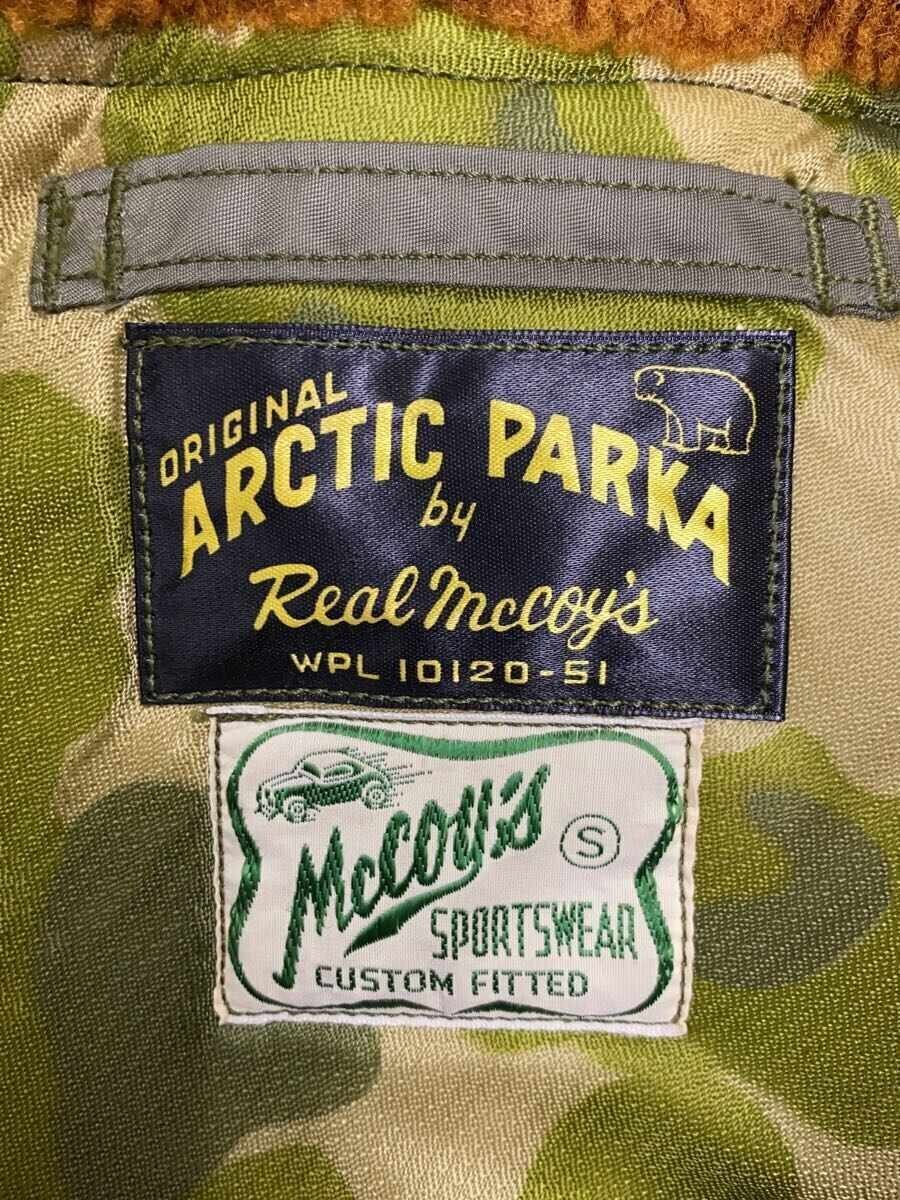 ORIGINAL
ARCTIC PARKA
by
Real McCoy's
WPL 10120-51
McCoy's
S
SPORTSWEAR
CUSTOM FITTED